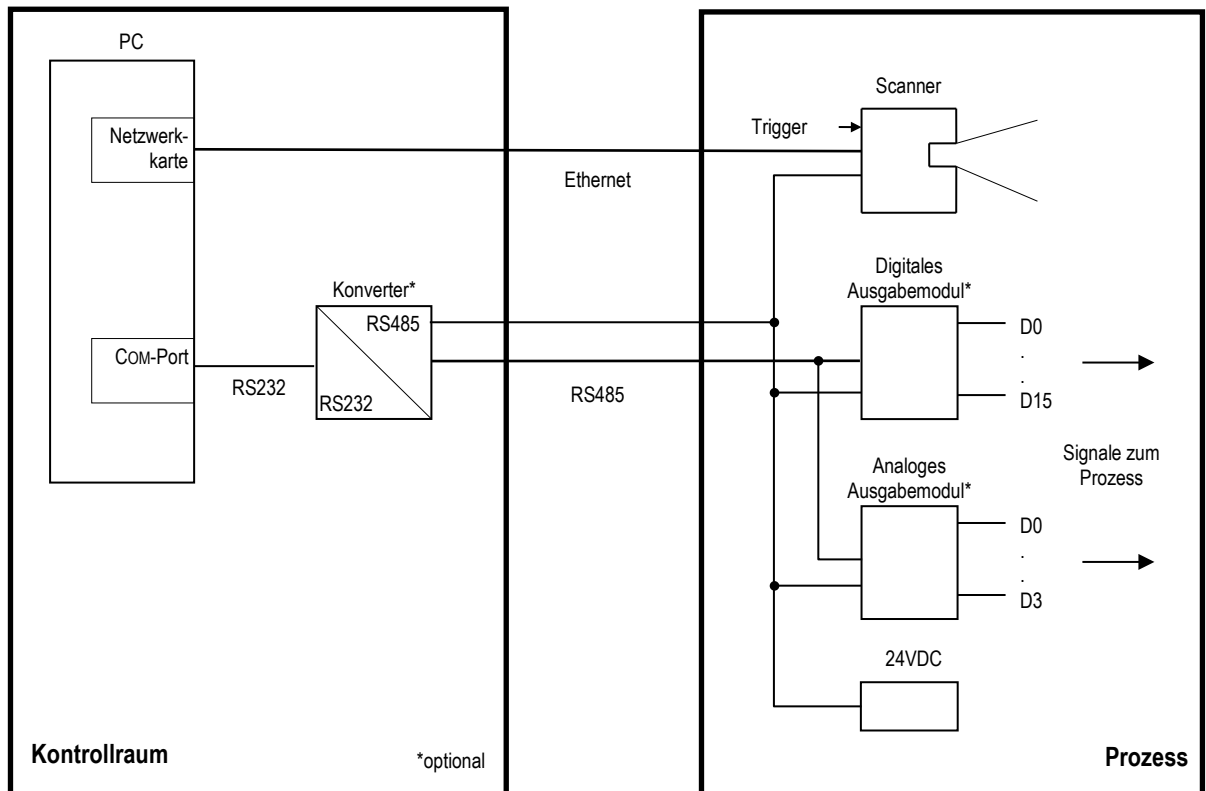 PC
Netzwerk-
karte
Scanner
Trigger
Ethernet
Konverter*
RS485
RS232
COM-Port
RS232
RS485
Digitales
Ausgabemodul*
D0
.
.
D15
Signale zum
Prozess
Analoges
Ausgabemodul*
D0
.
.
D3
24VDC
Kontrollraum
*optional
Prozess